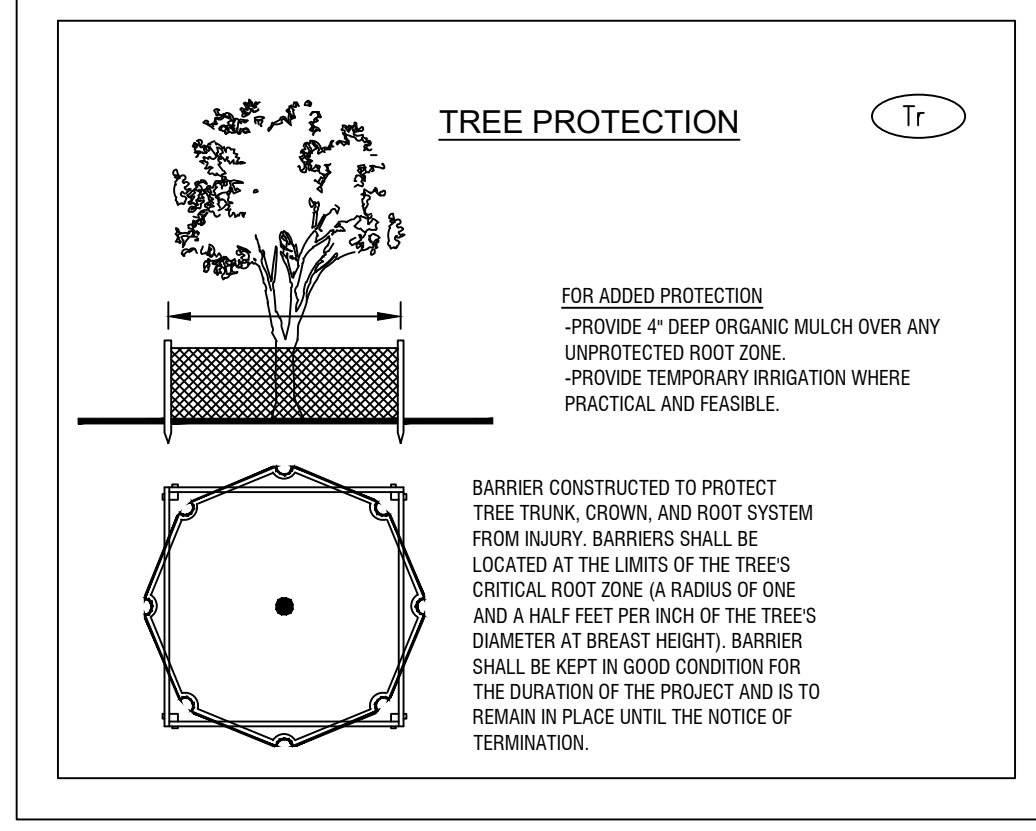 TREE PROTECTION
Tr
FOR ADDED PROTECTION
-PROVIDE 4" DEEP ORGANIC MULCH OVER ANY
UNPROTECTED ROOT ZONE.
-PROVIDE TEMPORARY IRRIGATION WHERE
PRACTICAL AND FEASIBLE.
BARRIER CONSTRUCTED TO PROTECT
TREE TRUNK, CROWN, AND ROOT SYSTEM
FROM INJURY. BARRIERS SHALL BE
LOCATED AT THE LIMITS OF THE TREE'S
CRITICAL ROOT ZONE (A RADIUS OF ONE
AND A HALF FEET PER INCH OF THE TREE'S
DIAMETER AT BREAST HEIGHT). BARRIER
SHALL BE KEPT IN GOOD CONDITION FOR
THE DURATION OF THE PROJECT AND IS TO
REMAIN IN PLACE UNTIL THE NOTICE OF
TERMINATION.